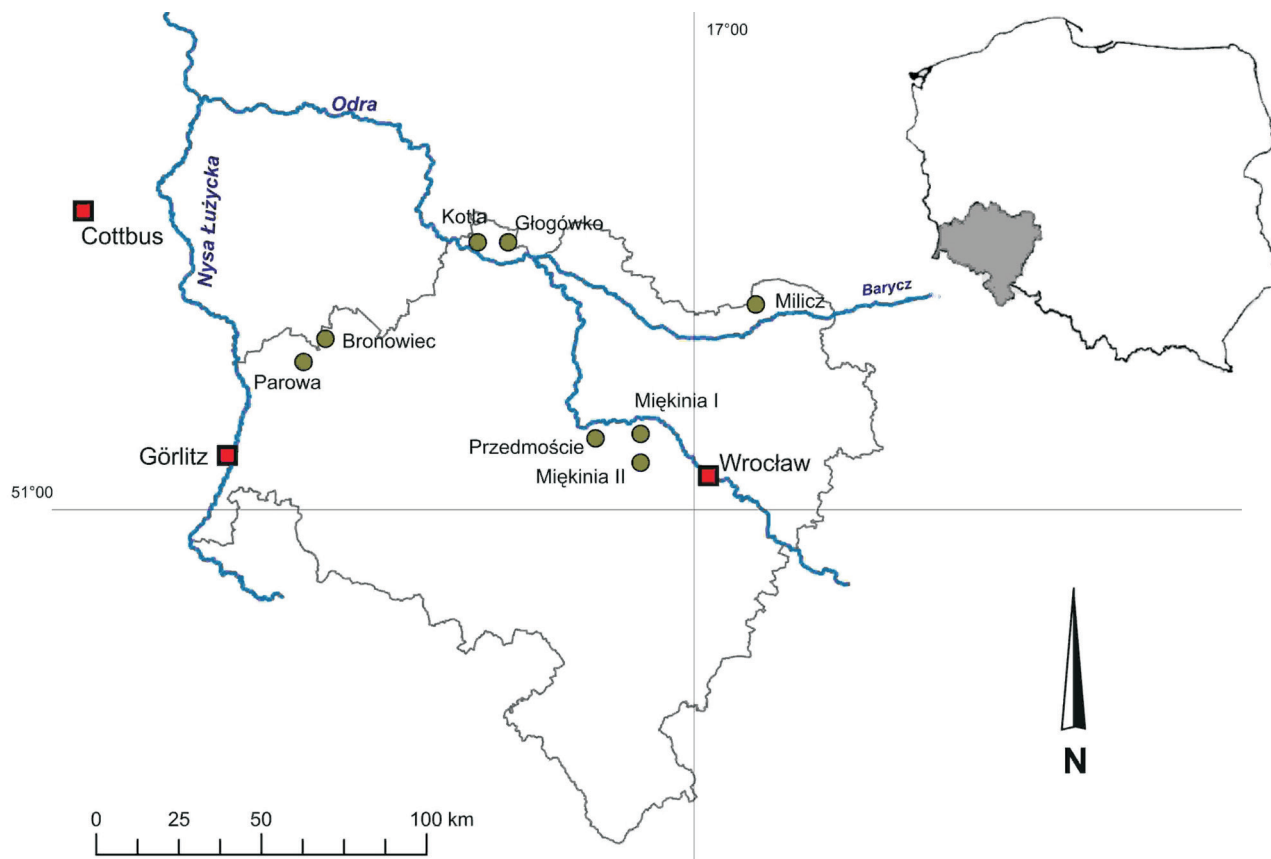 17°00
Odra
Nysa Łużycka
Kotla
Głogówko
Cottbus
Milicz
Barycz
Bronowiec
Parowa
Miękinia I
Przedmoście
Görlitz
Miękinia II
Wrocław
51°00
N
0 25 50 100 km